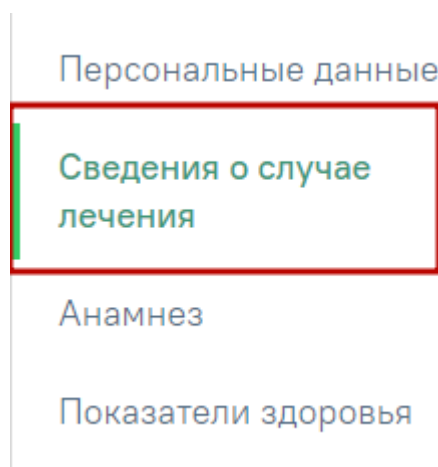 Персональные данные
Сведения о случае
лечения
Анамнез
Показатели здоровья